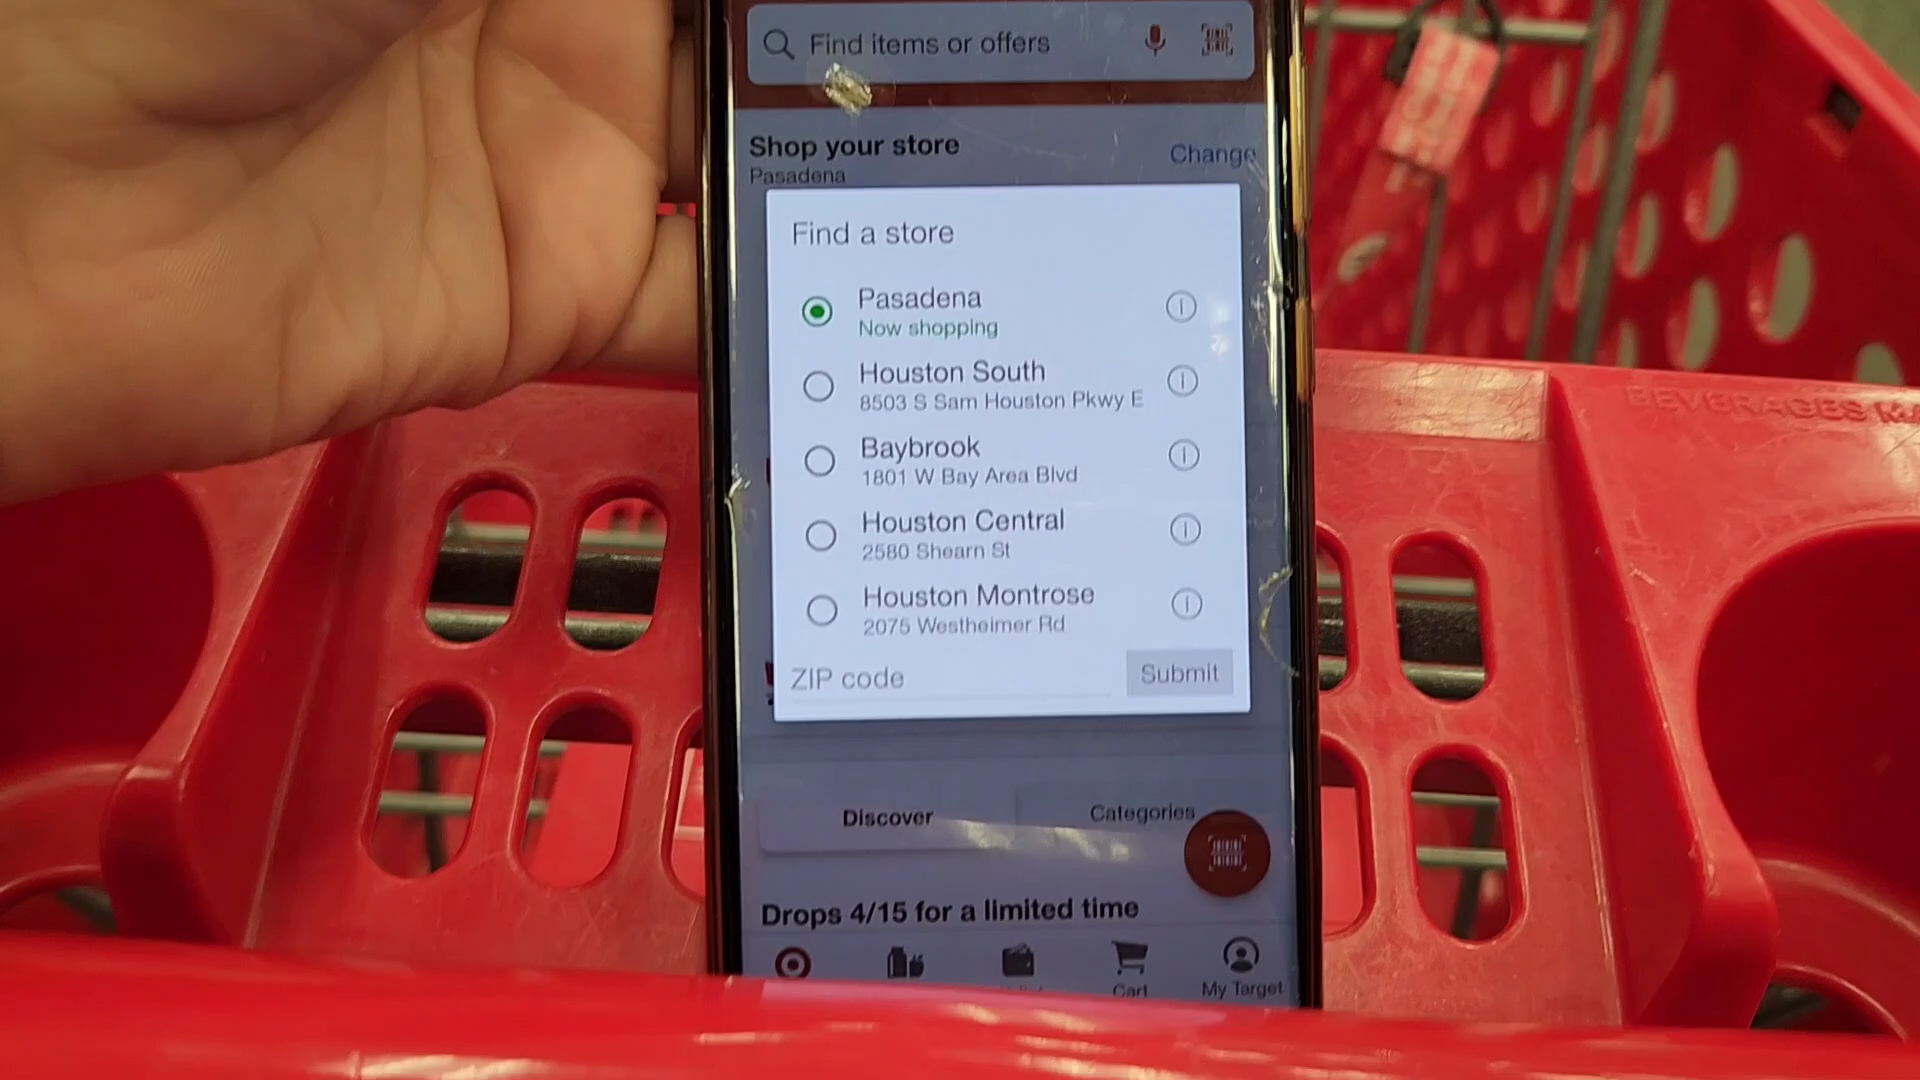 Find items or offers
Shop your store
Change
Pasadena
Find a store
Pasadena
Now shopping
Houston South
8503 S Sam Houston Pkwy E
Baybrook
1801 W Bay Area Blvd
Houston Central
2580 Shearn St
Houston Montrose
2075 Westheimer Rd
ZIP code
Submit
Discover
Categories
Drops 4/15 for a limited time
Cart
My Target
BEVERAGES